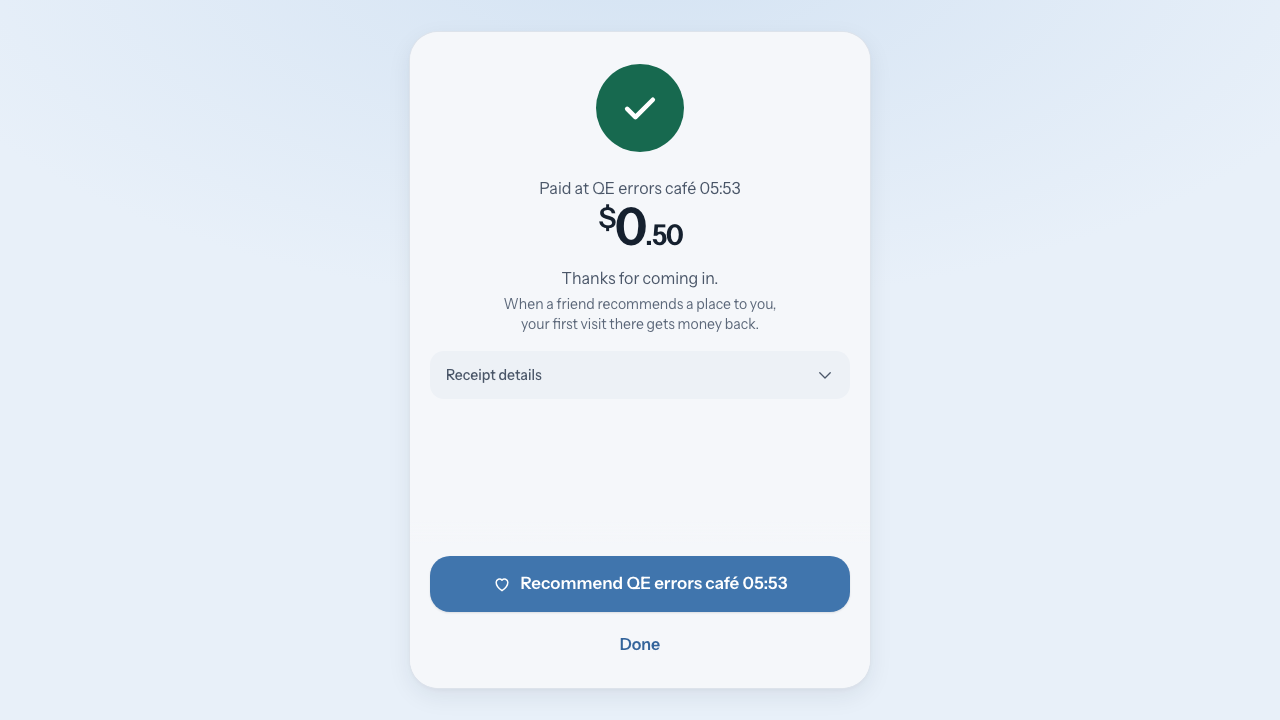 Paid at QE errors café 05:53
$0.50
Thanks for coming in.
When a friend recommends a place to you,
your first visit there gets money back.
Receipt details
Recommend QE errors café 05:53
Done